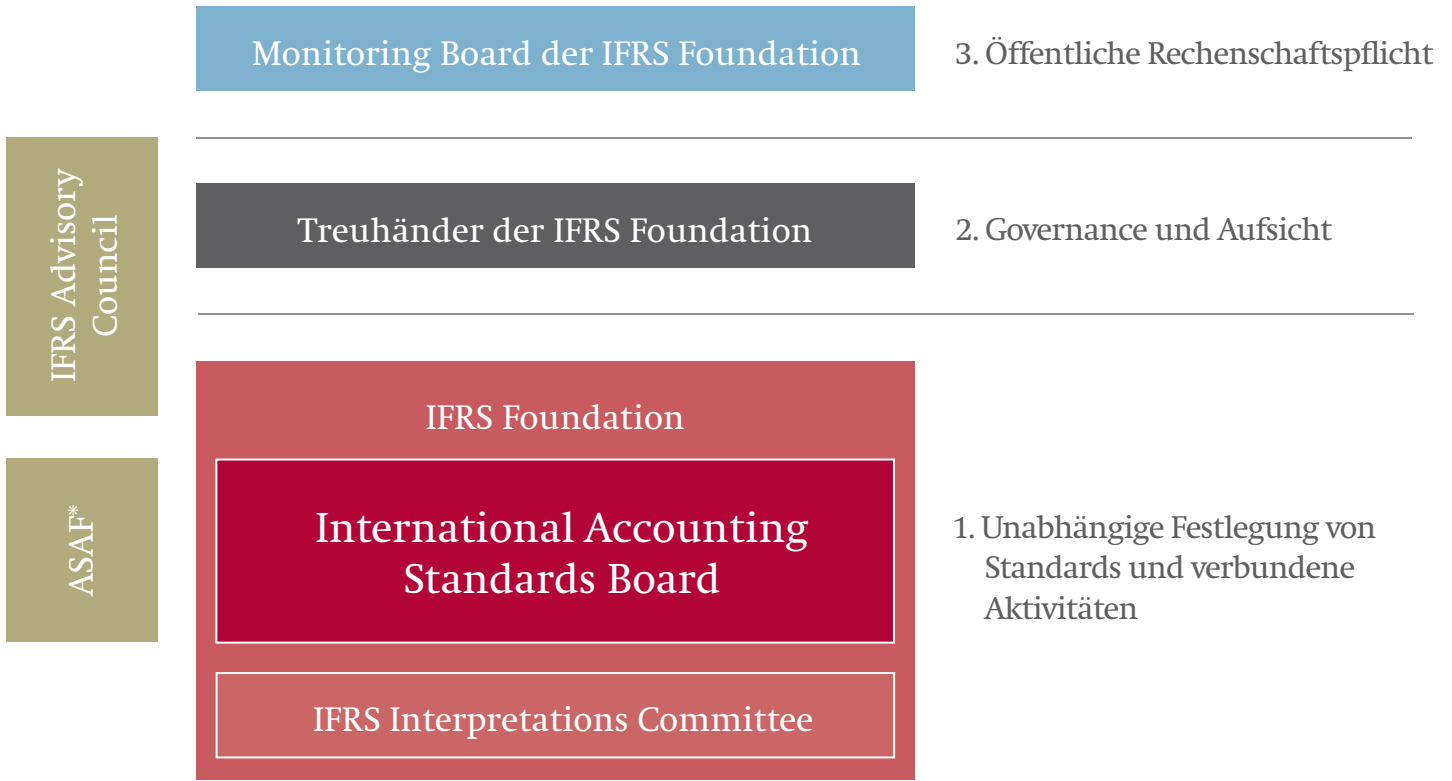 Monitoring Board der IFRS Foundation
3. Öffentliche Rechenschaftspflicht
IFRS Advisory
Council
Treuhänder der IFRS Foundation
2. Governance und Aufsicht
IFRS Foundation
International Accounting
Standards Board
ASAF*
1. Unabhängige Festlegung von
Standards und verbundene
Aktivitäten
IFRS Interpretations Committee